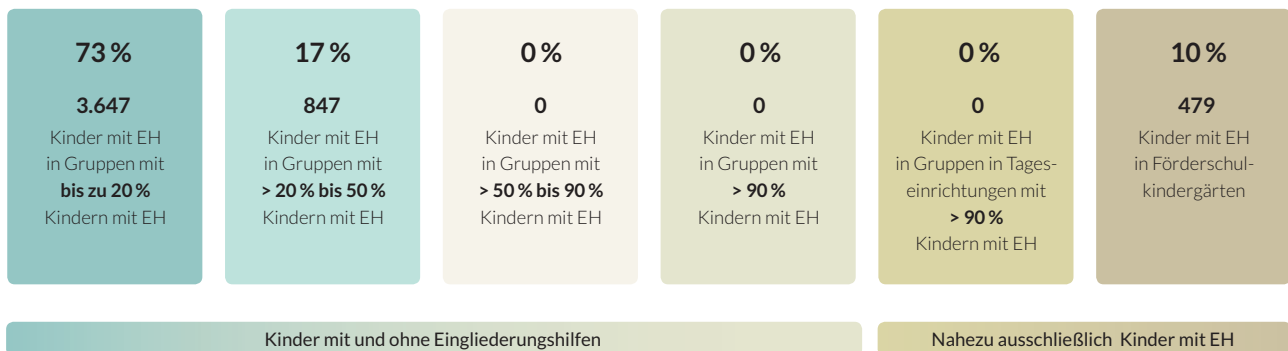 73 %
3.647
Kinder mit EH
in Gruppen mit
bis zu 20 %
Kindern mit EH
17 %
847
Kinder mit EH
in Gruppen mit
> 20 % bis 50 %
Kindern mit EH
0 %
0
Kinder mit EH
in Gruppen mit
> 50 % bis 90 %
Kindern mit EH
0 %
0
Kinder mit EH
in Gruppen mit
> 90 %
Kindern mit EH
0 %
0
Kinder mit EH
in Gruppen in Tages-
einrichtungen mit
> 90 %
Kindern mit EH
10 %
479
Kinder mit EH
in Förderschul-
kindergärten
Kinder mit und ohne Eingliederungshilfen
Nahezu ausschließlich Kinder mit EH